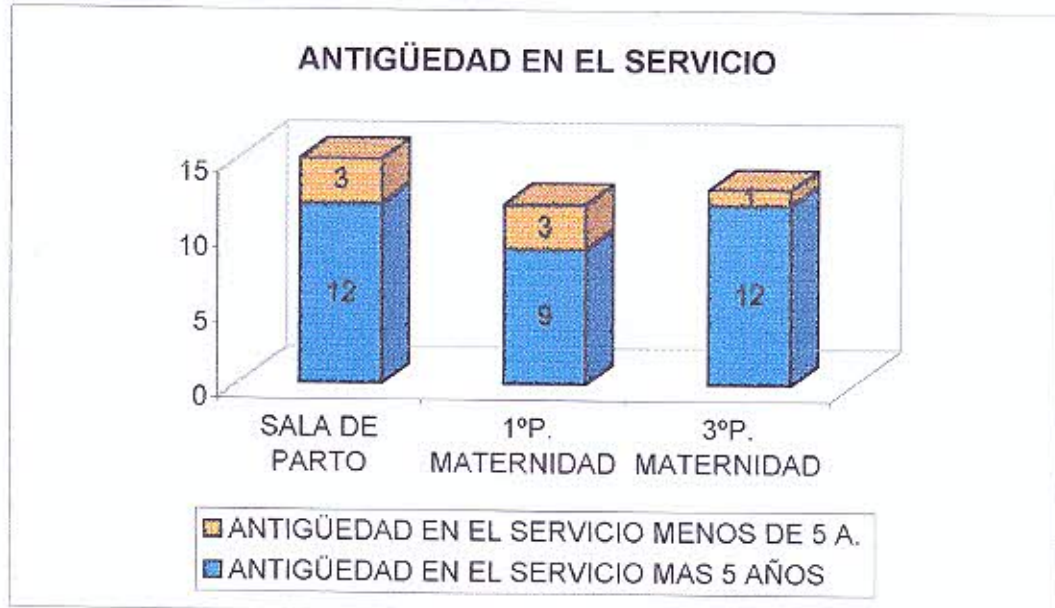 ANTIGÜEDAD EN EL SERVICIO
15
10
5
0
3
12
3
9
1
12
SALA DE
PARTO
1ºP.
MATERNIDAD
3ºP.
MATERNIDAD
ANTIGÜEDAD EN EL SERVICIO MENOS DE 5 A.
ANTIGÜEDAD EN EL SERVICIO MAS 5 AÑOS